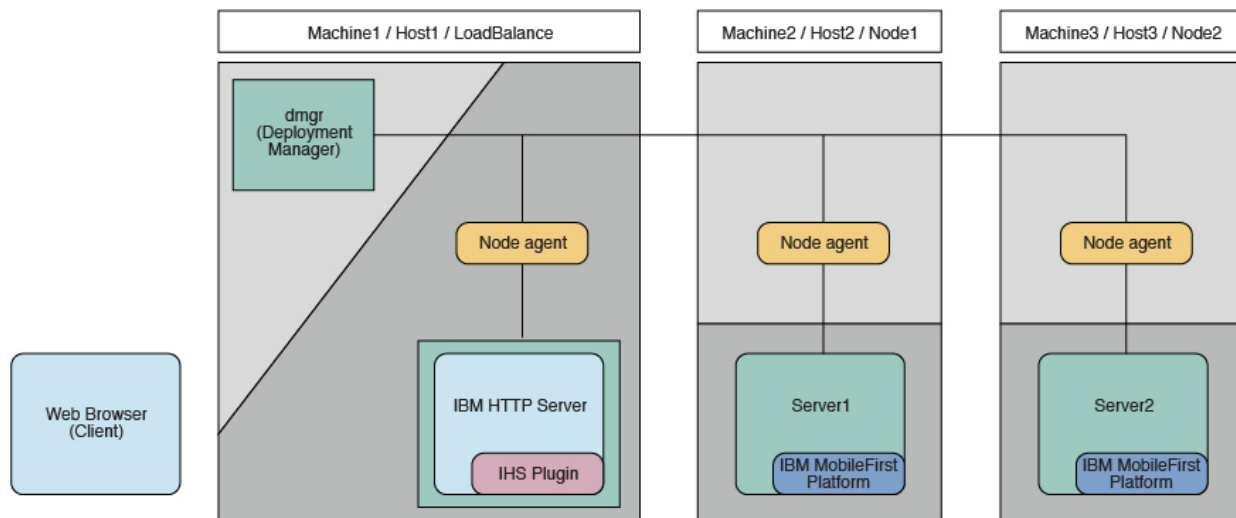 Machine1 / Host1 / LoadBalance
Machine2 / Host2 / Node1
Machine3 / Host3 / Node2
dmgr
(Deployment
Manager)
Node agent
Node agent
Node agent
Web Browser
(Client)
IBM HTTP Server
IHS Plugin
Server1
IBM MobileFirst
Platform
Server2
IBM MobileFirst
Platform